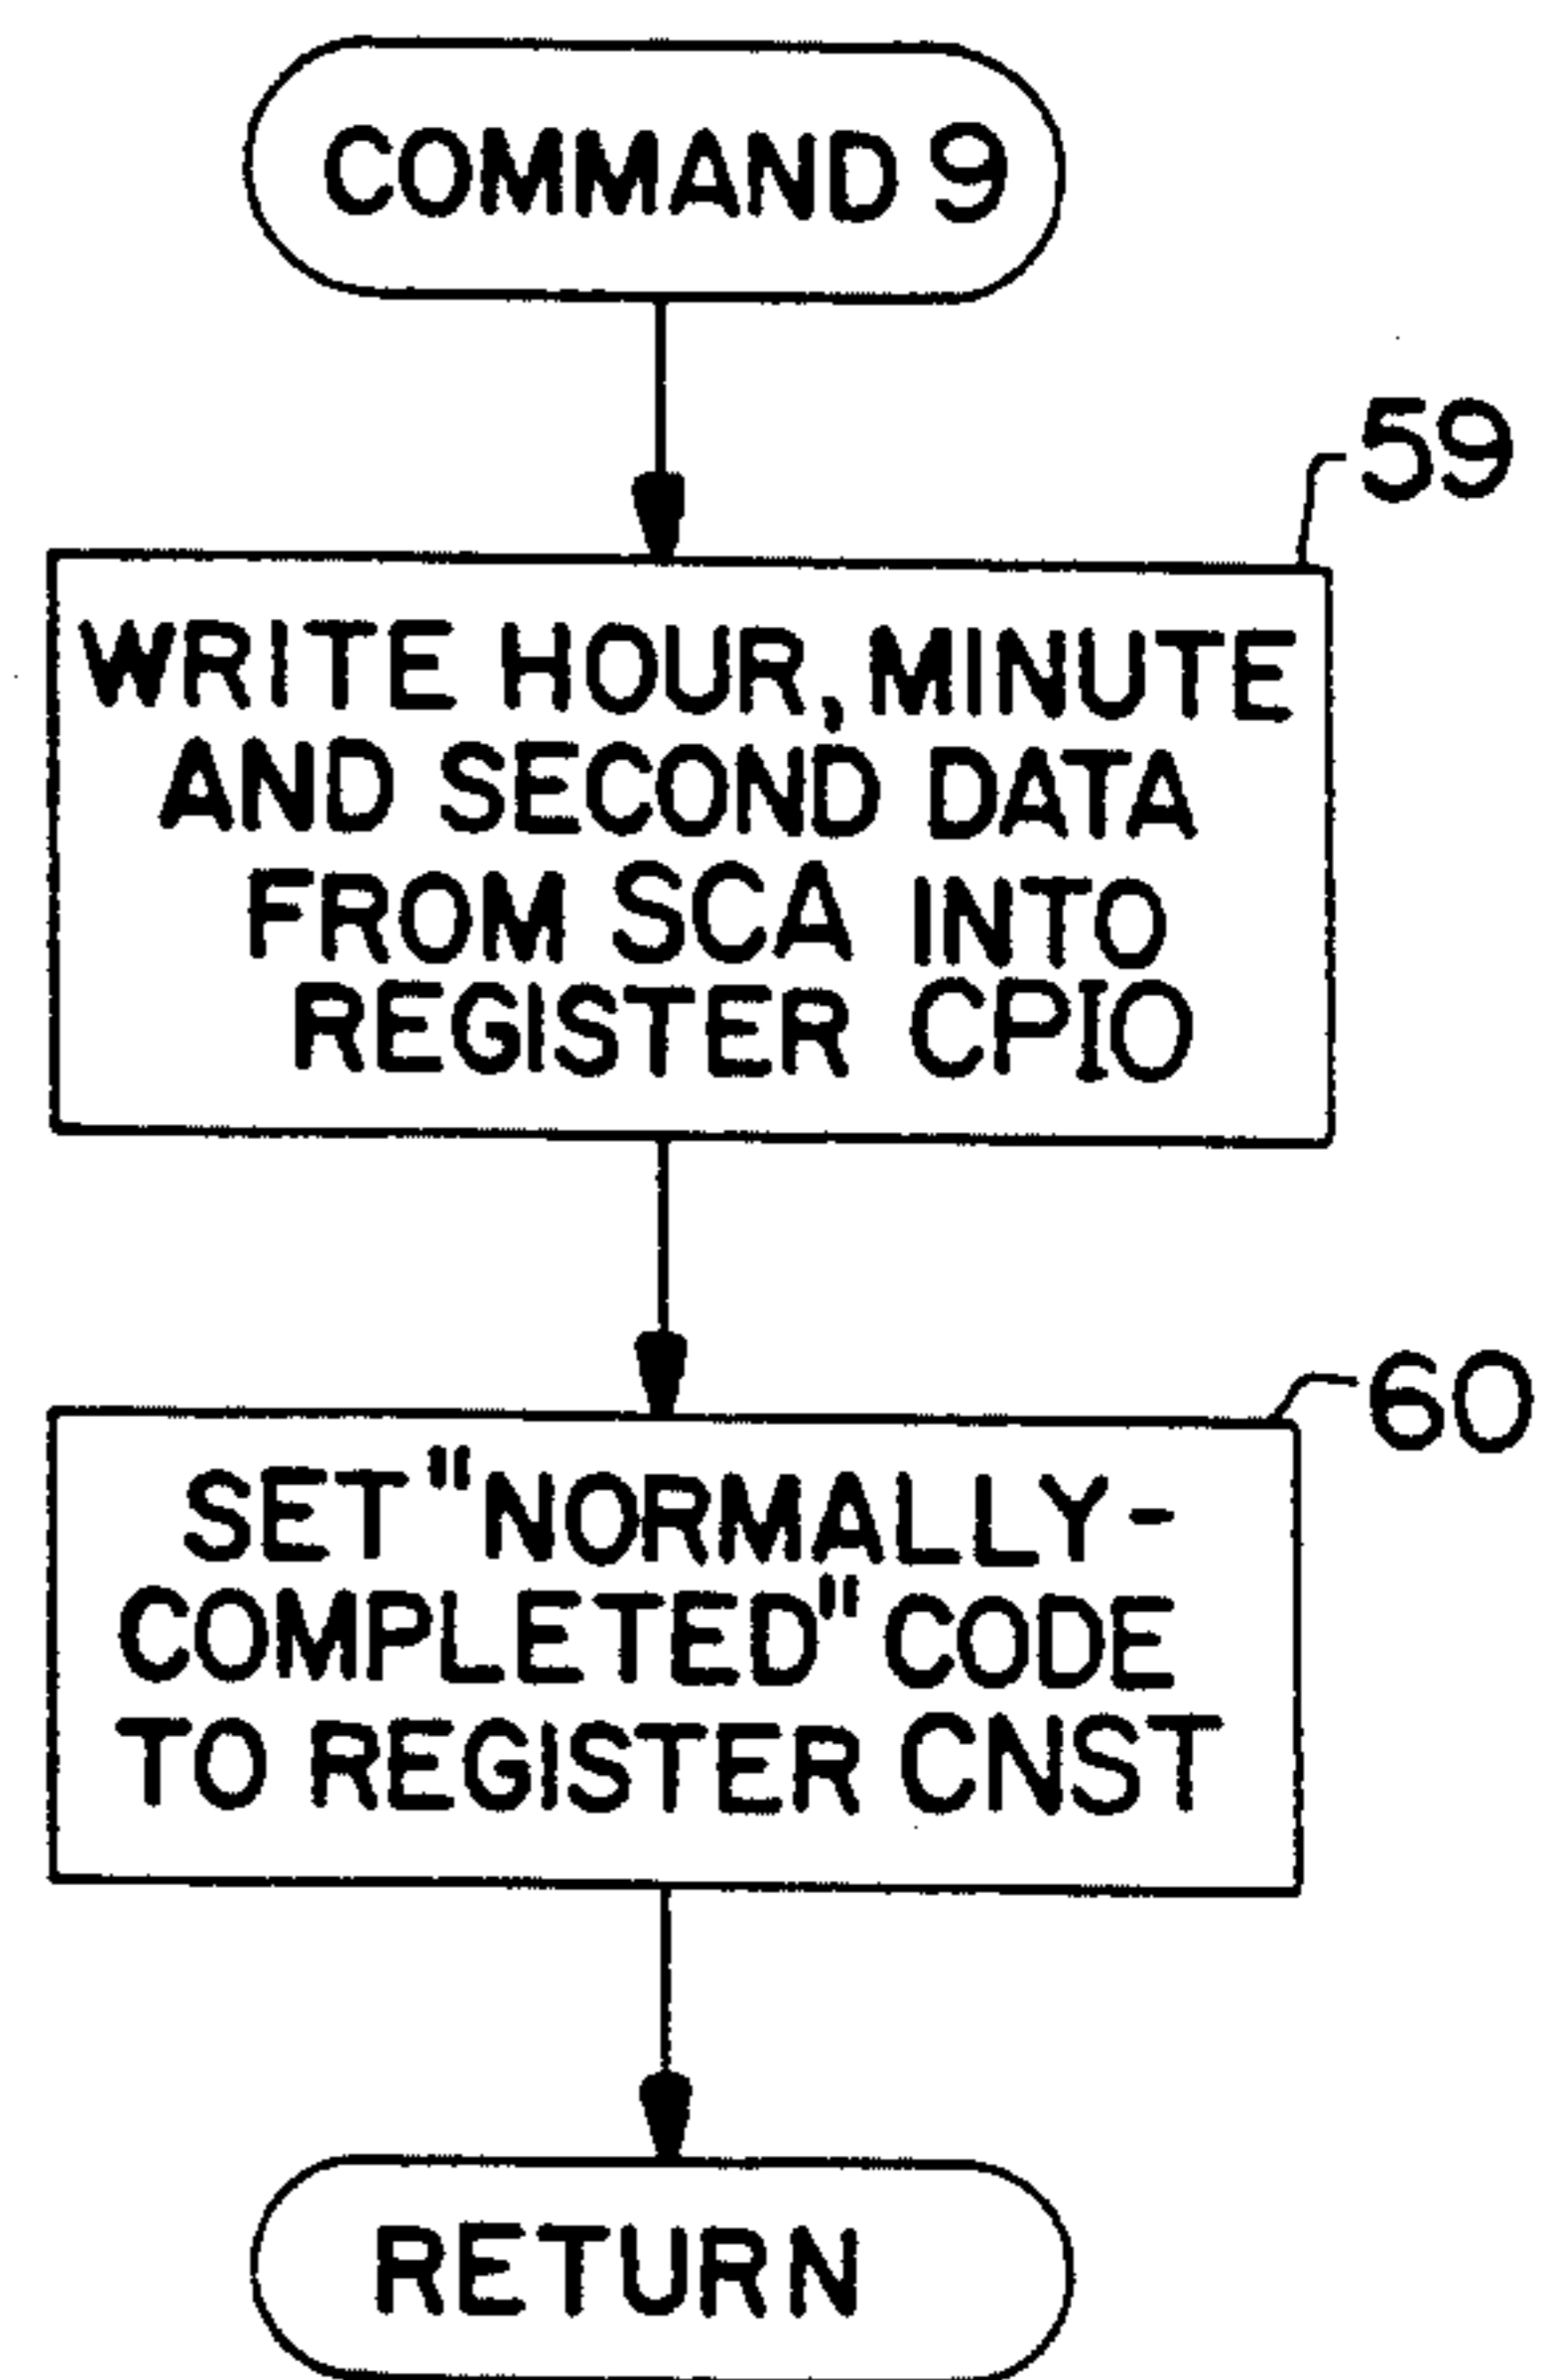 COMMAND 9
59
WRITE HOUR, MINUTE
AND SECOND DATA
FROM SCA INTO
REGISTER CPIO
60
SET "NORMALLY-
COMPLETED" CODE
TO REGISTER CNST
RETURN